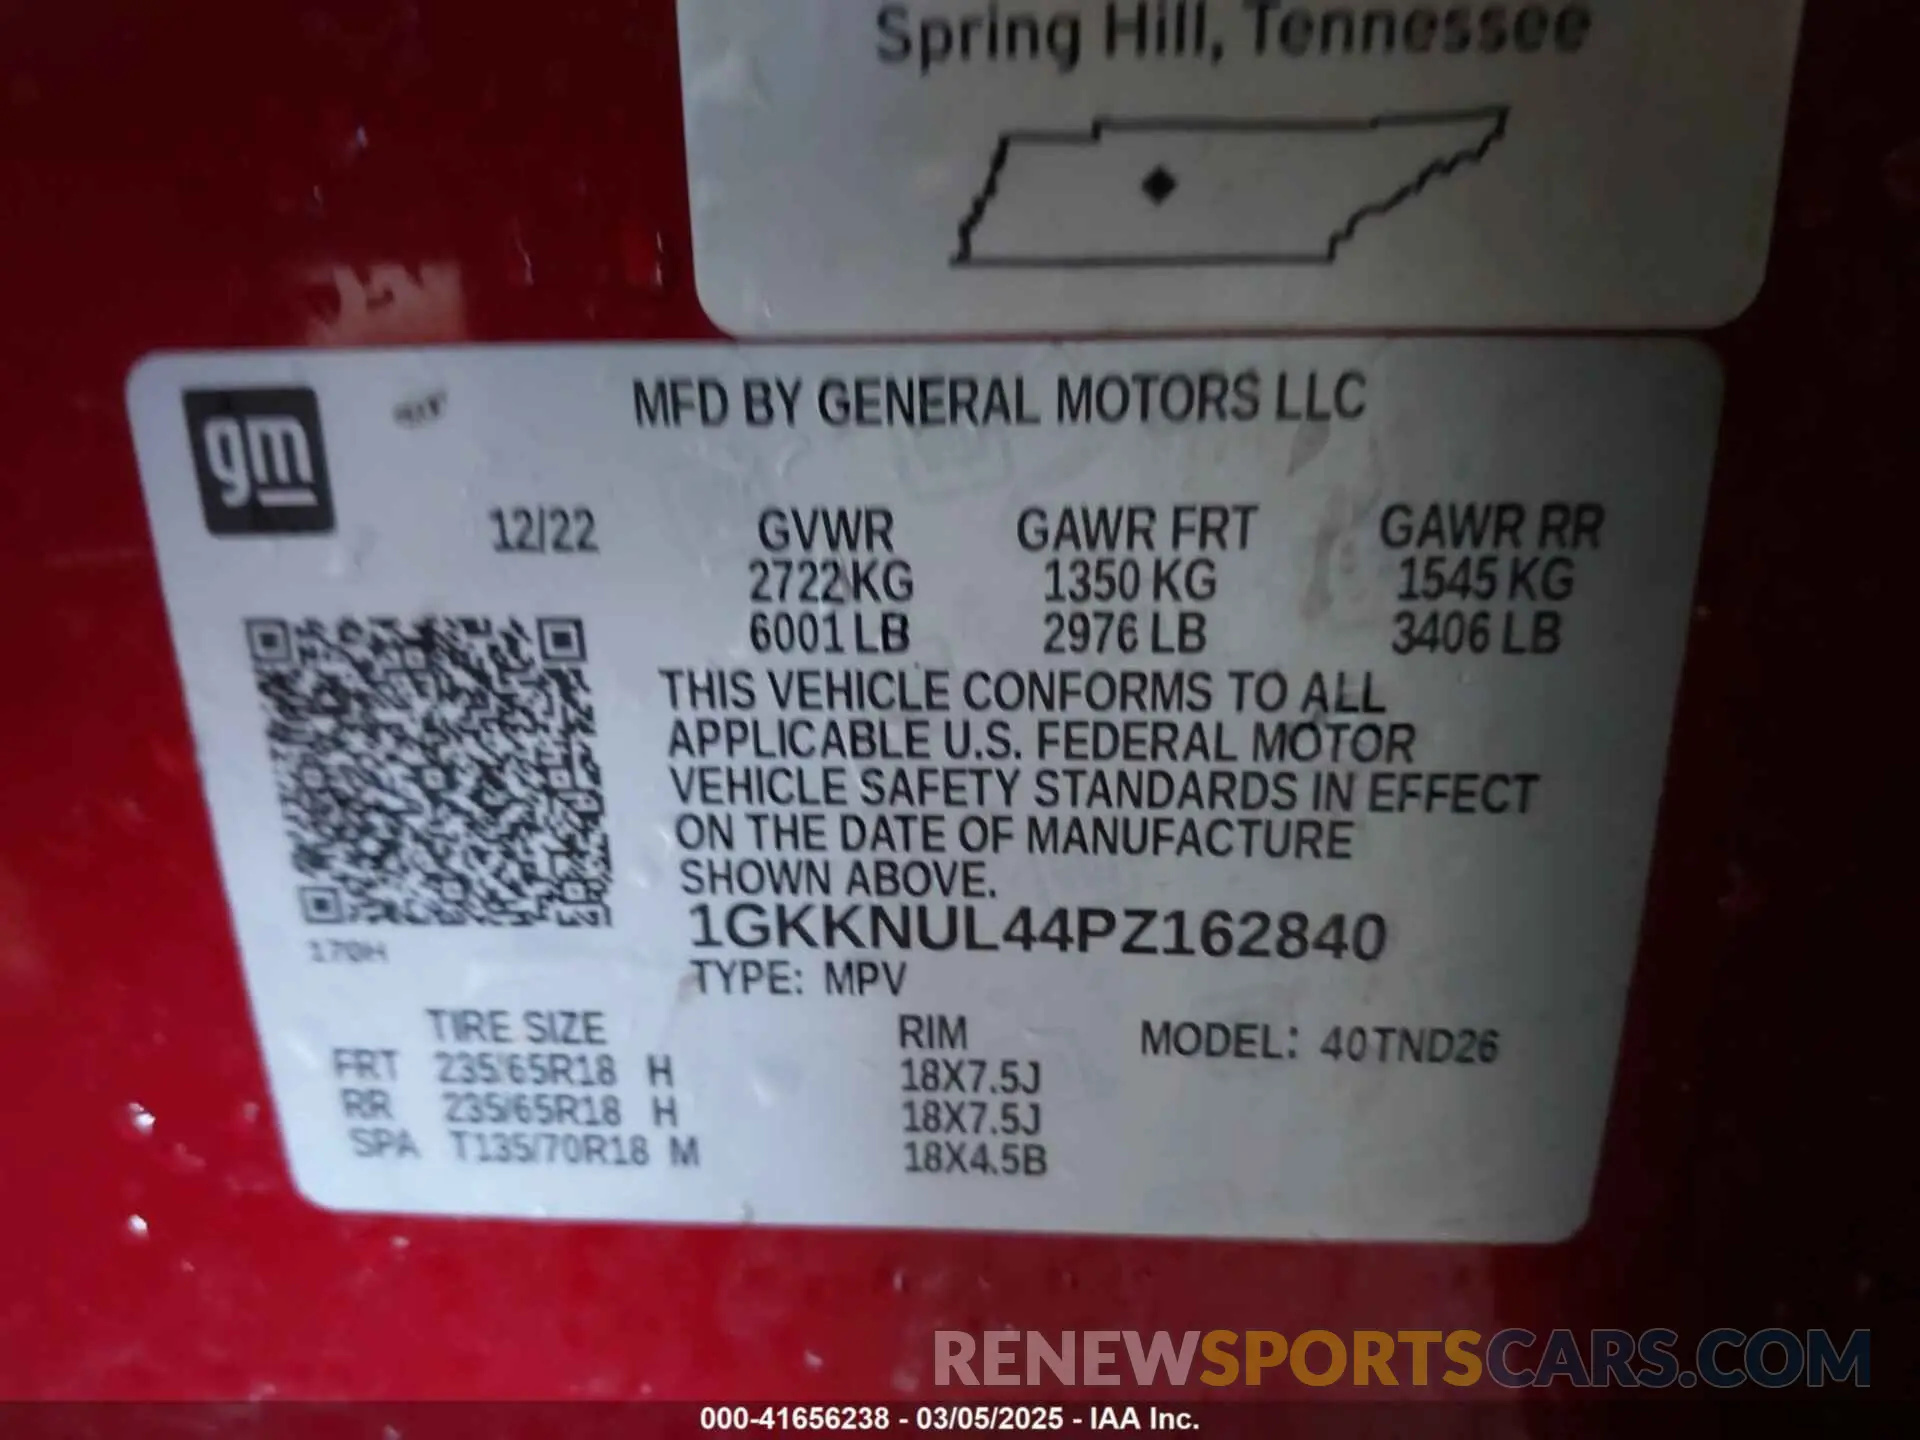 Spring Hill, Tennessee
gm
MFD BY GENERAL MOTORS LLC
12/22
GVWR GAWR FRT GAWR RR
2722 KG 1350 KG 1545 KG
6001 LB 2976 LB 3406 LB
THIS VEHICLE CONFORMS TO ALL
APPLICABLE U.S. FEDERAL MOTOR
VEHICLE SAFETY STANDARDS IN EFFECT
ON THE DATE OF MANUFACTURE
SHOWN ABOVE.
1GKKNUL44PZ162840
170H
TYPE: MPV
TIRE SIZE RIM MODEL: 40TND26
FRT 235/65R18 H 18X7.5J
RR 235/65R18 H 18X7.5J
SPA T135/70R18 M 18X4.5B
RENEWSPORTSCARS.COM
000-41656238 - 03/05/2025 - IAA Inc.